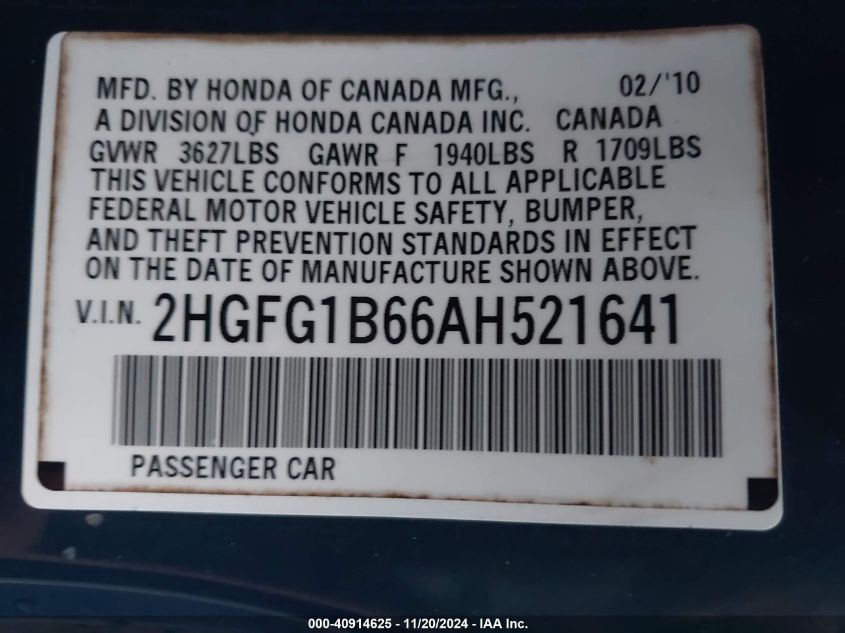 MFD. BY HONDA OF CANADA MFG., 02/'10
A DIVISION OF HONDA CANADA INC. CANADA
GVWR 3627LBS GAWR F 1940LBS R 1709LBS
THIS VEHICLE CONFORMS TO ALL APPLICABLE
FEDERAL MOTOR VEHICLE SAFETY, BUMPER,
AND THEFT PREVENTION STANDARDS IN EFFECT
ON THE DATE OF MANUFACTURE SHOWN ABOVE.
V.I.N. 2HGFG1B66AH521641
PASSENGER CAR
000-40914625 - 11/20/2024 - IAA Inc.